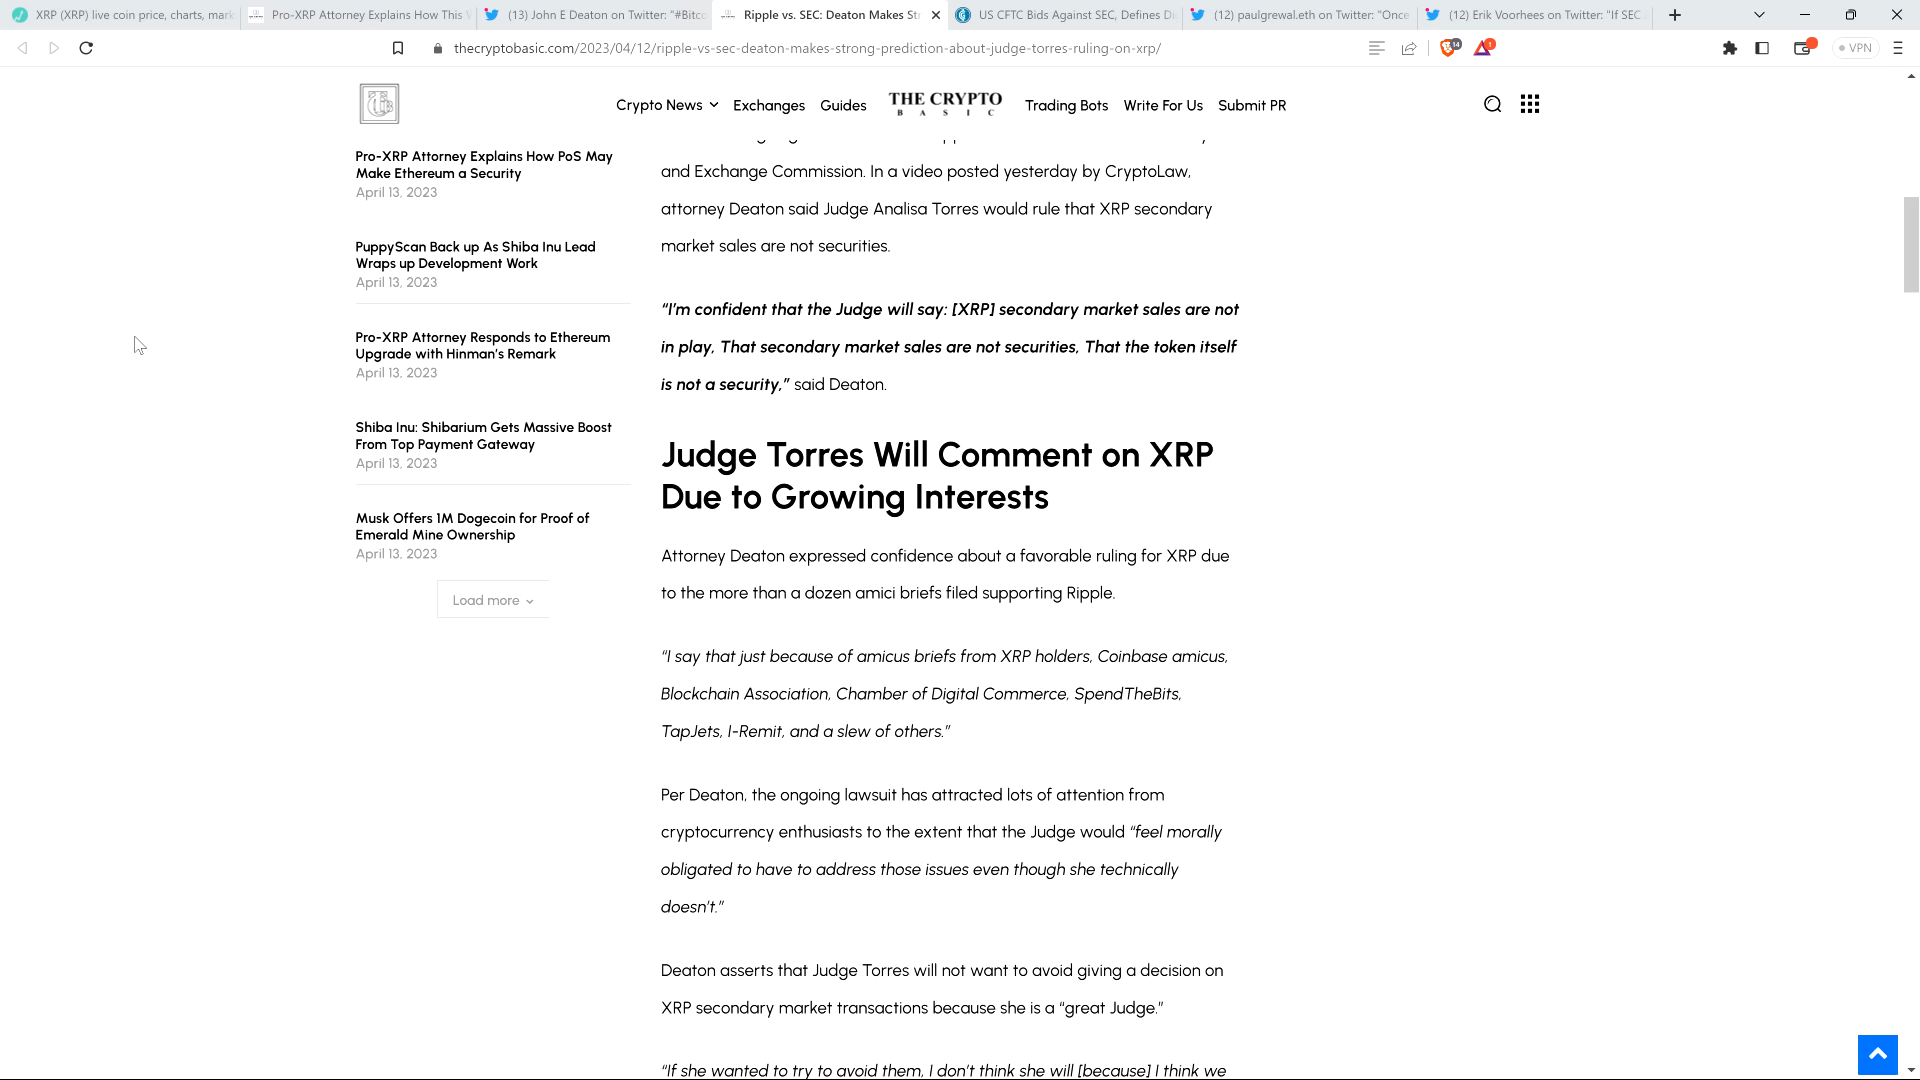 XRP (XRP) live coin price, charts, mark
Pro-XRP Attorney Explains How This
(13) John E Deaton on Twitter: "#Bitco
Ripple vs. SEC: Deaton Makes St
US CFTC Bids Against SEC, Defines Di
(12) paulgrewal.eth on Twitter: "Once
(12) Erik Voorhees on Twitter: "If SEC
thecryptobasic.com/2023/04/12/ripple-vs-sec-deaton-makes-strong-prediction-about-judge-torres-ruling-on-xrp/
14
1
VPN
Crypto News
Exchanges
Guides
THE CRYPTO
BASIC
Trading Bots
Write For Us
Submit PR
Pro-XRP Attorney Explains How PoS May
Make Ethereum a Security
April 13, 2023
PuppyScan Back up As Shiba Inu Lead
Wraps up Development Work
April 13, 2023
Pro-XRP Attorney Responds to Ethereum
Upgrade with Hinman's Remark
April 13, 2023
Shiba Inu: Shibarium Gets Massive Boost
From Top Payment Gateway
April 13, 2023
Musk Offers 1M Dogecoin for Proof of
Emerald Mine Ownership
April 13, 2023
Load more
and Exchange Commission. In a video posted yesterday by CryptoLaw,
attorney Deaton said Judge Analisa Torres would rule that XRP secondary
market sales are not securities.
“I'm confident that the Judge will say: [XRP] secondary market sales are not
in play, That secondary market sales are not securities, That the token itself
is not a security,” said Deaton.
Judge Torres Will Comment on XRP
Due to Growing Interests
Attorney Deaton expressed confidence about a favorable ruling for XRP due
to the more than a dozen amici briefs filed supporting Ripple.
“I say that just because of amicus briefs from XRP holders, Coinbase amicus,
Blockchain Association, Chamber of Digital Commerce, SpendTheBits,
TapJets, I-Remit, and a slew of others.”
Per Deaton, the ongoing lawsuit has attracted lots of attention from
cryptocurrency enthusiasts to the extent that the Judge would “feel morally
obligated to have to address those issues even though she technically
doesn't.”
Deaton asserts that Judge Torres will not want to avoid giving a decision on
XRP secondary market transactions because she is a “great Judge.”
“If she wanted to try to avoid them, I don't think she will [because] I think we